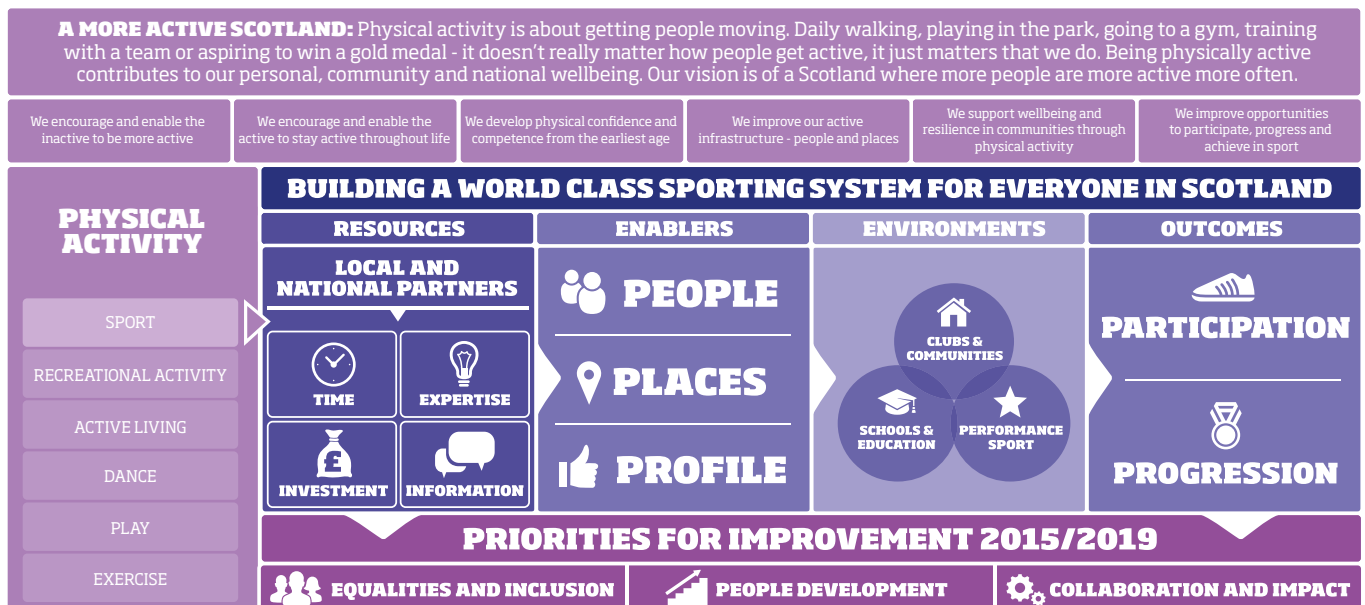 A MORE ACTIVE SCOTLAND: Physical activity is about getting people moving. Daily walking, playing in the park, going to a gym, training
with a team or aspiring to win a gold medal - it doesn't really matter how people get active, it just matters that we do. Being physically active
contributes to our personal, community and national wellbeing. Our vision is of a Scotland where more people are more active more often.
We encourage and enable the
inactive to be more active
We encourage and enable the
active to stay active throughout life
We develop physical confidence and
competence from the earliest age
We improve our active
infrastructure - people and places
We support wellbeing and
resilience in communities through
physical activity
We improve opportunities
to participate, progress and
achieve in sport
PHYSICAL
ACTIVITY
SPORT
RECREATIONAL ACTIVITY
ACTIVE LIVING
DANCE
PLAY
EXERCISE
BUILDING A WORLD CLASS SPORTING SYSTEM FOR EVERYONE IN SCOTLAND
RESOURCES
LOCAL AND
NATIONAL PARTNERS
TIME
EXPERTISE
£
INVESTMENT
INFORMATION
ENABLERS
PEOPLE
PLACES
PROFILE
ENVIRONMENTS
CLUBS &
COMMUNITIES
SCHOOLS &
EDUCATION
PERFORMANCE
SPORT
OUTCOMES
PARTICIPATION
PROGRESSION
PRIORITIES FOR IMPROVEMENT 2015/2019
EQUALITIES AND INCLUSION
PEOPLE DEVELOPMENT
COLLABORATION AND IMPACT